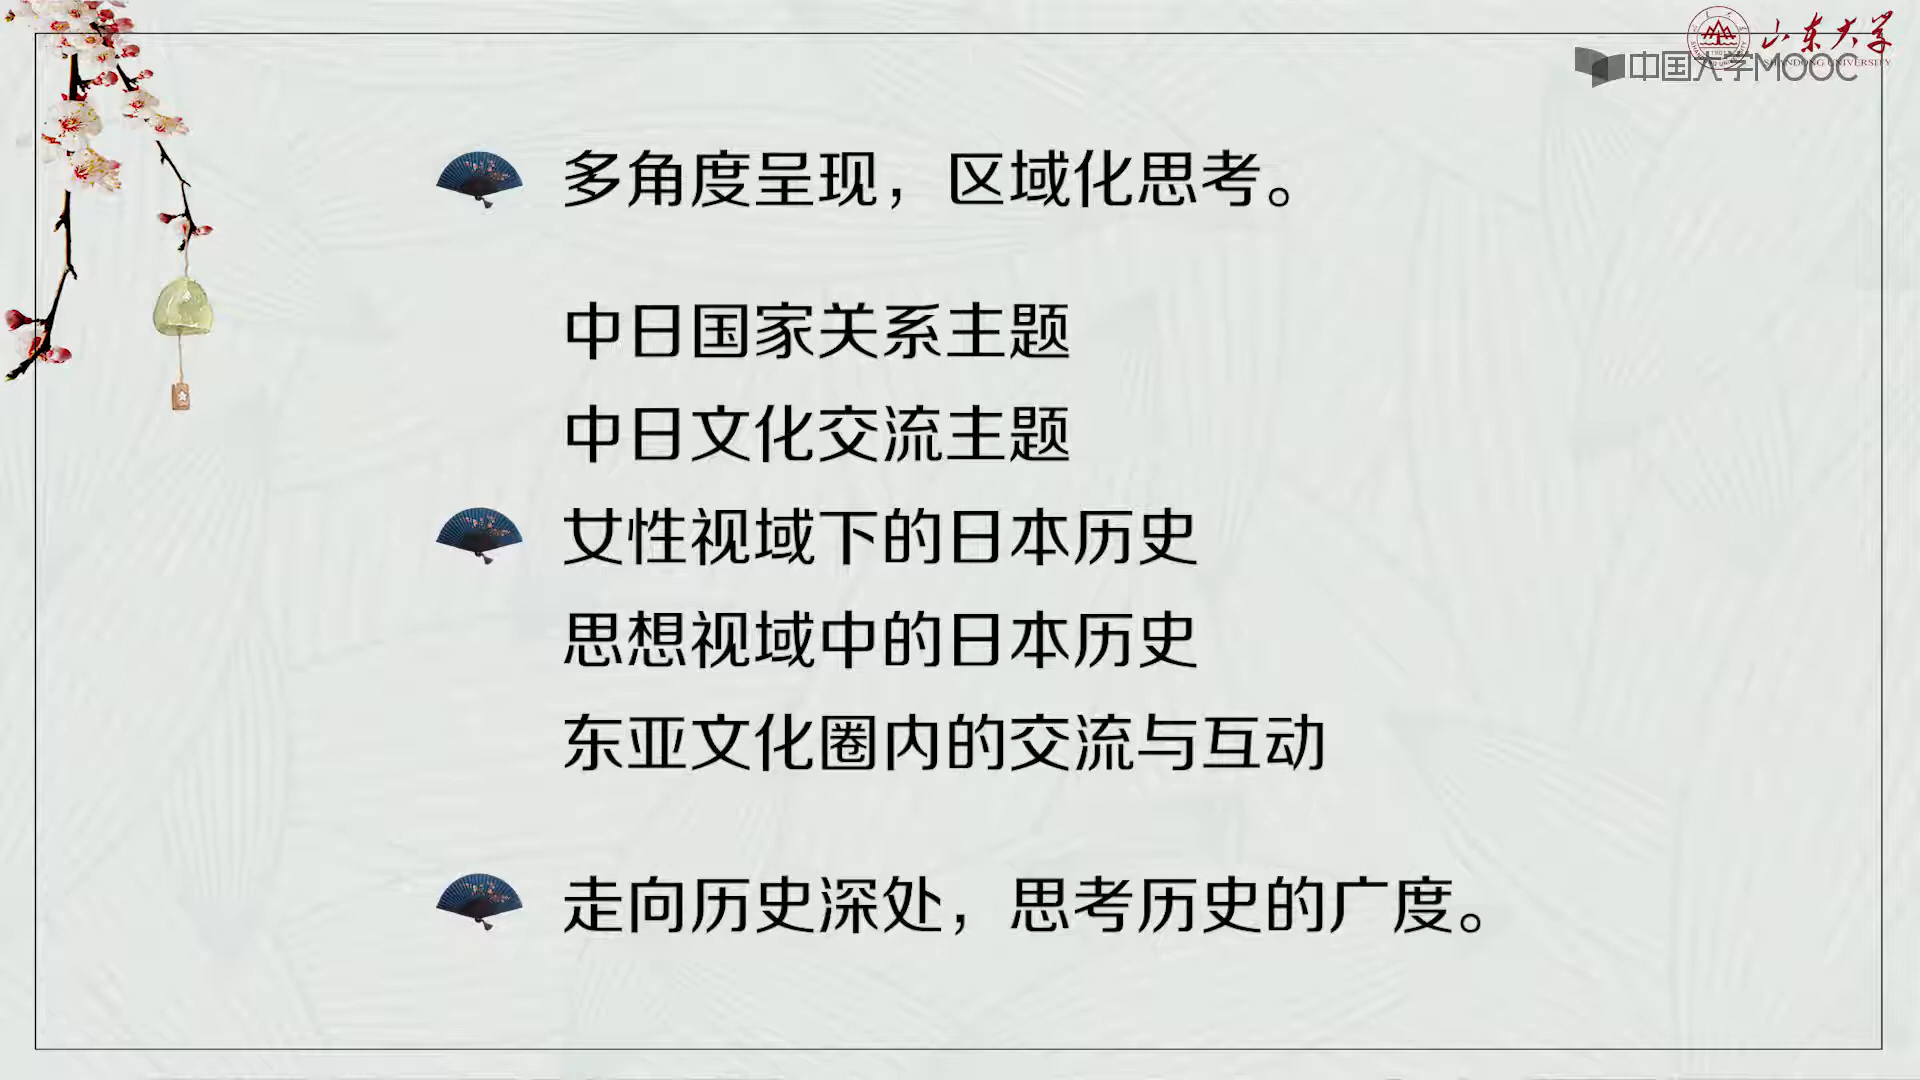 山东大学
SHANDONG UNIVERSITY
中国大学MOOC
多角度呈现，区域化思考。
中日国家关系主题
中日文化交流主题
女性视域下的日本历史
思想视域中的日本历史
东亚文化圈内的交流与互动
走向历史深处，思考历史的广度。